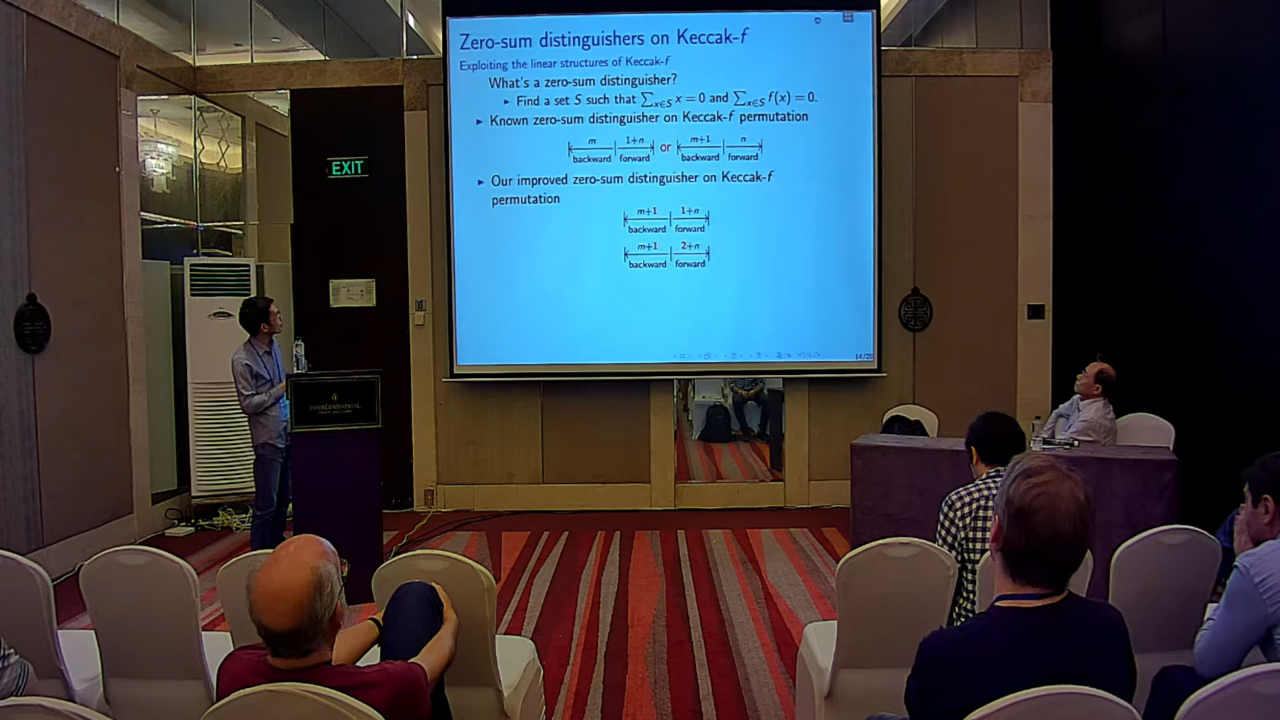 Zero-sum distinguishers on Keccak-f
Exploiting the linear structures of Keccak-f
What's a zero-sum distinguisher?
▸ Find a set S such that ∑x∈S x = 0 and ∑x∈S f(x) = 0.
▸ Known zero-sum distinguisher on Keccak-f permutation
m 1+n or m+1 n
backward forward backward forward
▸ Our improved zero-sum distinguisher on Keccak-f
permutation
m+1 1+n
backward forward
m+1 2+n
backward forward
EXIT
INTERCONTINENTAL